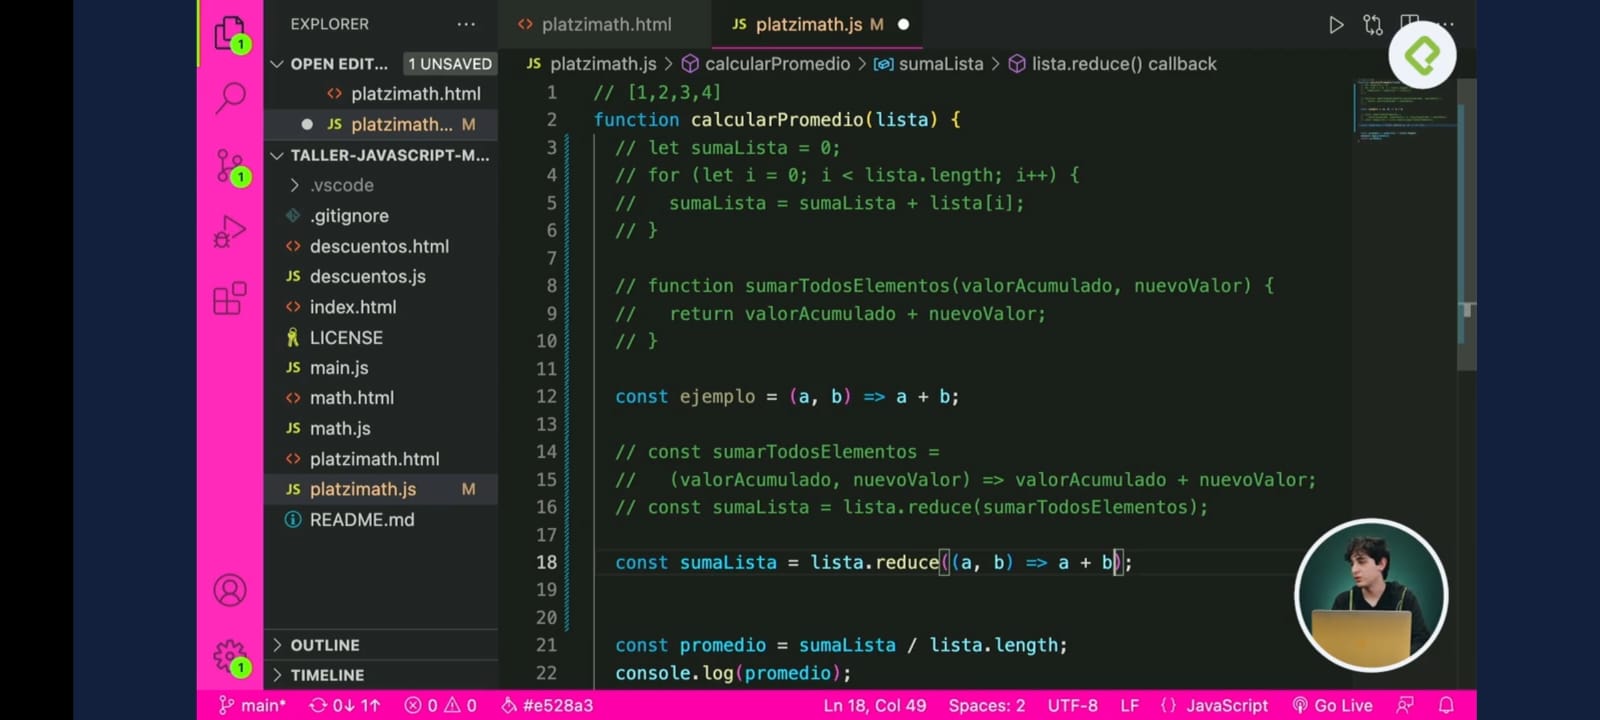 EXPLORER
···
<> platzimath.html
JS platzimath.js M
OPEN EDIT... 1 UNSAVED
<> platzimath.html
JS platzimath... M
TALLER-JAVASCRIPT-M...
.vscode
.gitignore
<> descuentos.html
JS descuentos.js
<> index.html
LICENSE
JS main.js
<> math.html
JS math.js
<> platzimath.html
JS platzimath.js M
README.md
OUTLINE
TIMELINE
1
1
1
JS platzimath.js > calcularPromedio > sumaLista > lista.reduce() callback
1 // [1,2,3,4]
2 function calcularPromedio(lista) {
3 // let sumaLista = 0;
4 // for (let i = 0; i < lista.length; i++) {
5 //   sumaLista = sumaLista + lista[i];
6 // }
7
8 // function sumarTodosElementos(valorAcumulado, nuevoValor) {
9 //   return valorAcumulado + nuevoValor;
10 // }
11
12 const ejemplo = (a, b) => a + b;
13
14 // const sumarTodosElementos =
15 //   (valorAcumulado, nuevoValor) => valorAcumulado + nuevoValor;
16 // const sumaLista = lista.reduce(sumarTodosElementos);
17
18 const sumaLista = lista.reduce((a, b) => a + b);
19
20
21 const promedio = sumaLista / lista.length;
22 console.log(promedio);
main* 0↓ 1↑ 0 0 #e528a3 Ln 18, Col 49 Spaces: 2 UTF-8 LF {} JavaScript Go Live